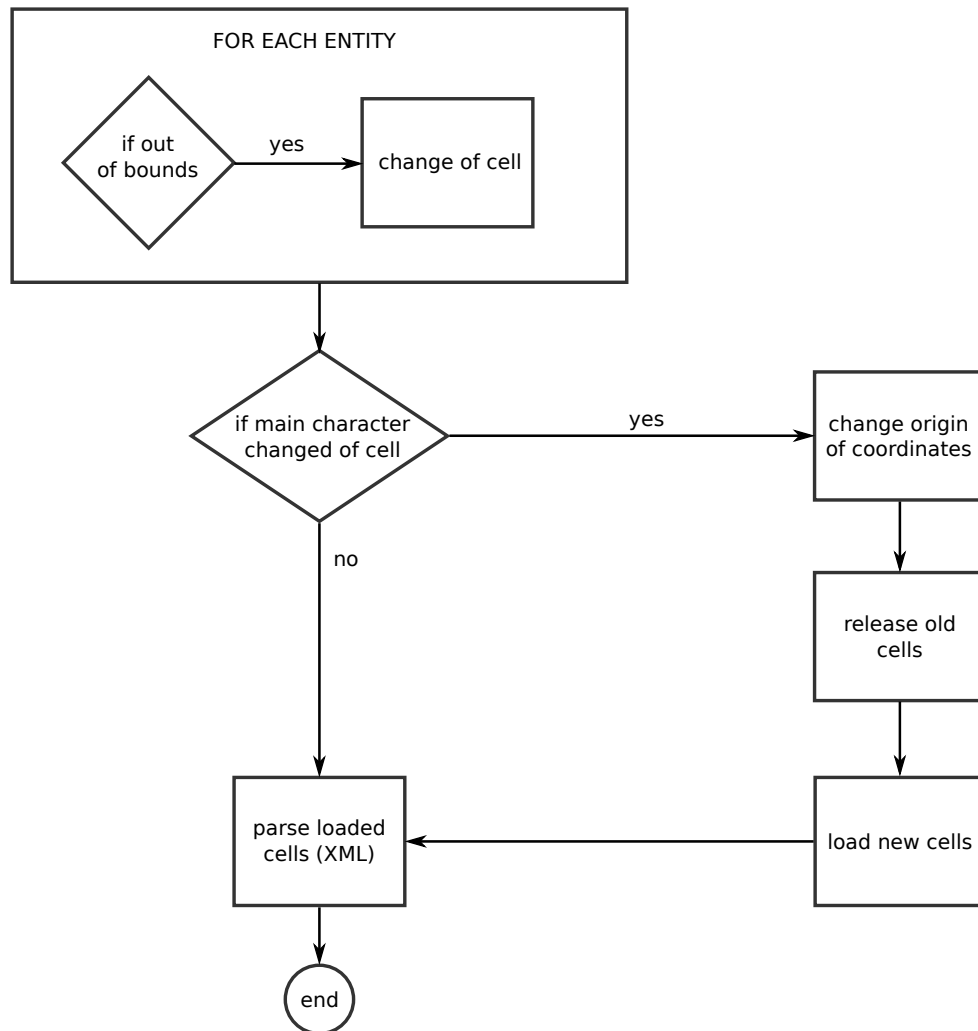 FOR EACH ENTITY
if out
of bounds
yes
change of cell
if main character
changed of cell
yes
change origin
of coordinates
no
release old
cells
parse loaded
cells (XML)
load new cells
end